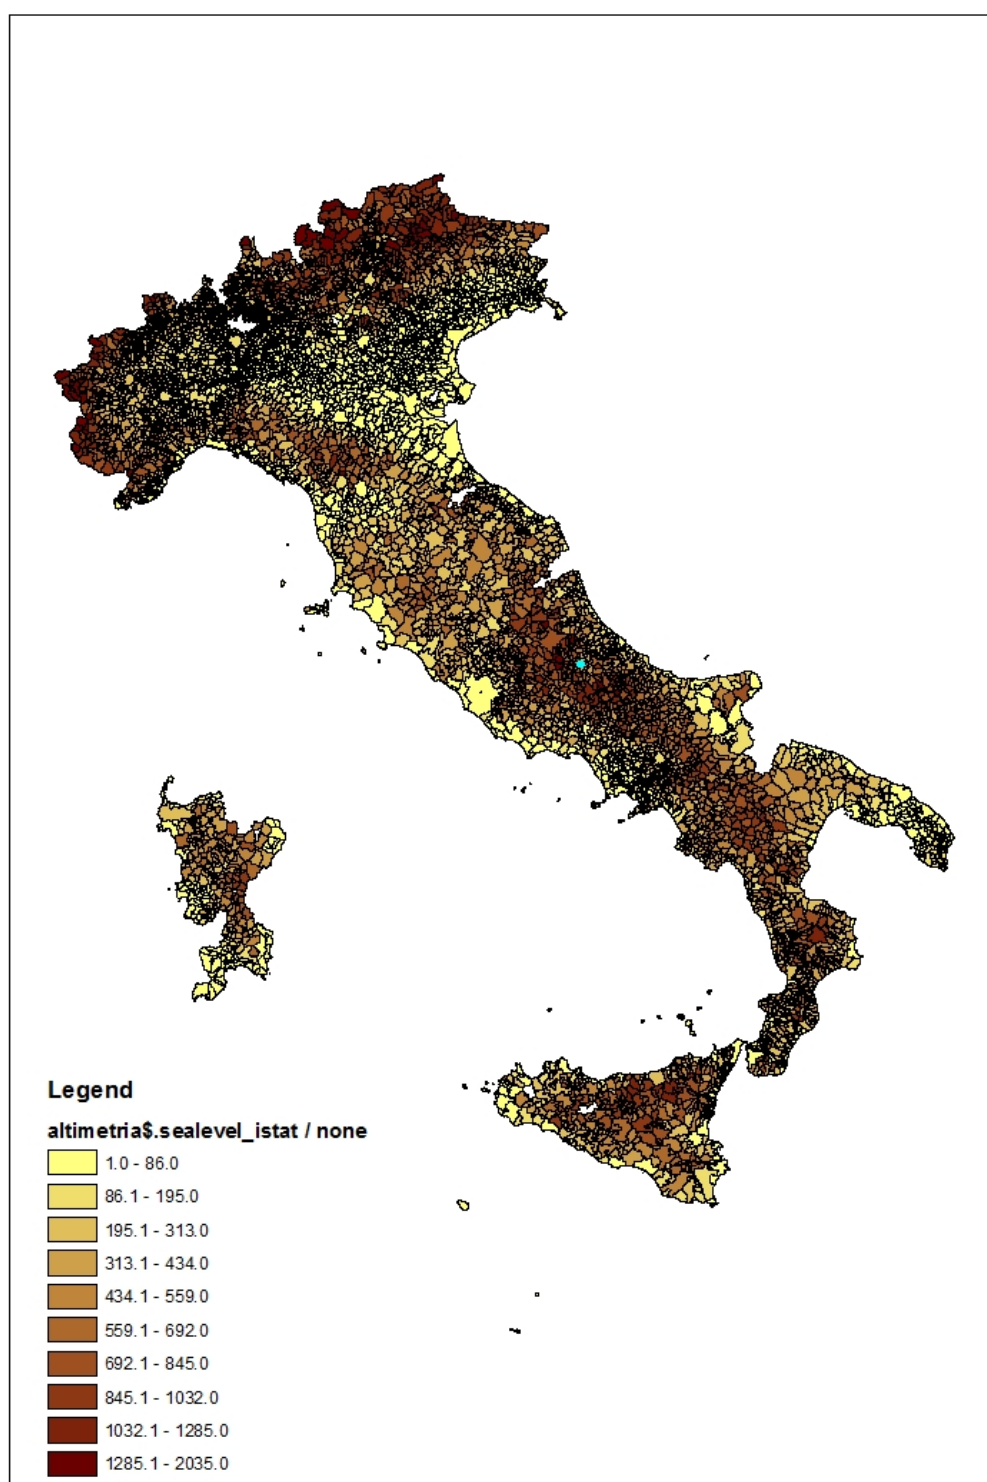 Legend
altimetria$.sealevel_istat / none
1.0 - 86.0
86.1 - 195.0
195.1 - 313.0
313.1 - 434.0
434.1 - 559.0
559.1 - 692.0
692.1 - 845.0
845.1 - 1032.0
1032.1 - 1285.0
1285.1 - 2035.0